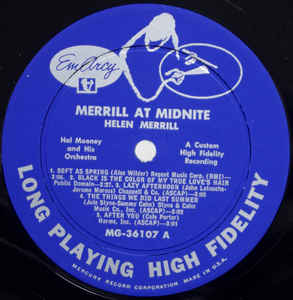 EmArcy
MERRILL AT MIDNITE
HELEN MERRILL
Hal Mooney
and His
Orchestra
A Custom
High Fidelity
Recording
1. SOFT AS SPRING (Alec Wilder) Regent Music Corp. (BMI)—
2. BLACK IS THE COLOR OF MY TRUE LOVE'S HAIR
Public Domain— 3. LAZY AFTERNOON (John Latouche-
Jerome Moross) Chappell & Co. (ASCAP)—
4. THE THINGS WE DID LAST SUMMER
(Jule Styne-Sammy Cahn) Styne & Cahn
Music Co., Inc. (ASCAP)—
5. AFTER YOU (Cole Porter)
Harms, Inc. (ASCAP)
MG-36107 A
LONG PLAYING HIGH FIDELITY
MERCURY RECORD CORPORATION MADE IN U.S.A.